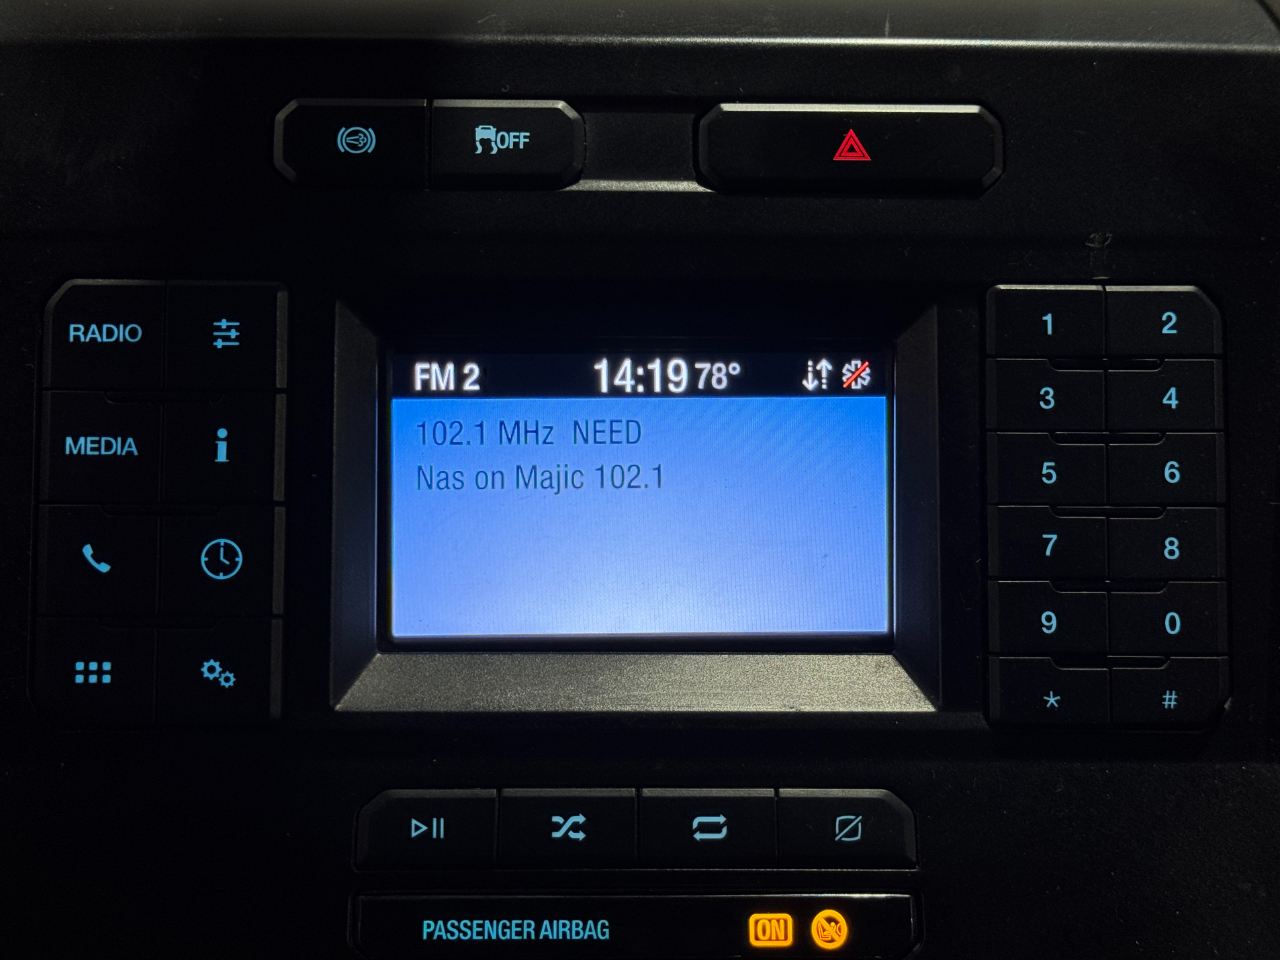 OFF
RADIO
MEDIA
FM 2 14:19 78°
102.1 MHz NEED
Nas on Majic 102.1
1 2
3 4
5 6
7 8
9 0
* #
PASSENGER AIRBAG ON